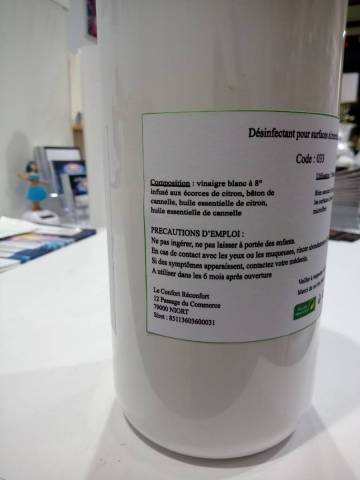 Désinfectant pour surfaces
Code : 033
Composition : vinaigre blanc à 8°
infusé aux écorces de citron, bâton de
cannelle, huile essentielle de citron,
huile essentielle de cannelle
PRECAUTIONS D'EMPLOI :
Ne pas ingérer, ne pas laisser à portée des enfants
En cas de contact avec les yeux ou les muqueuses, rincer
Si des symptômes apparaissent, contactez votre médecin.
A utiliser dans les 6 mois après ouverture
Le Confort Réconfort
12 Passage du Commerce
79000 NIORT
Siret : 85113603600031
Veillez à
Merci de